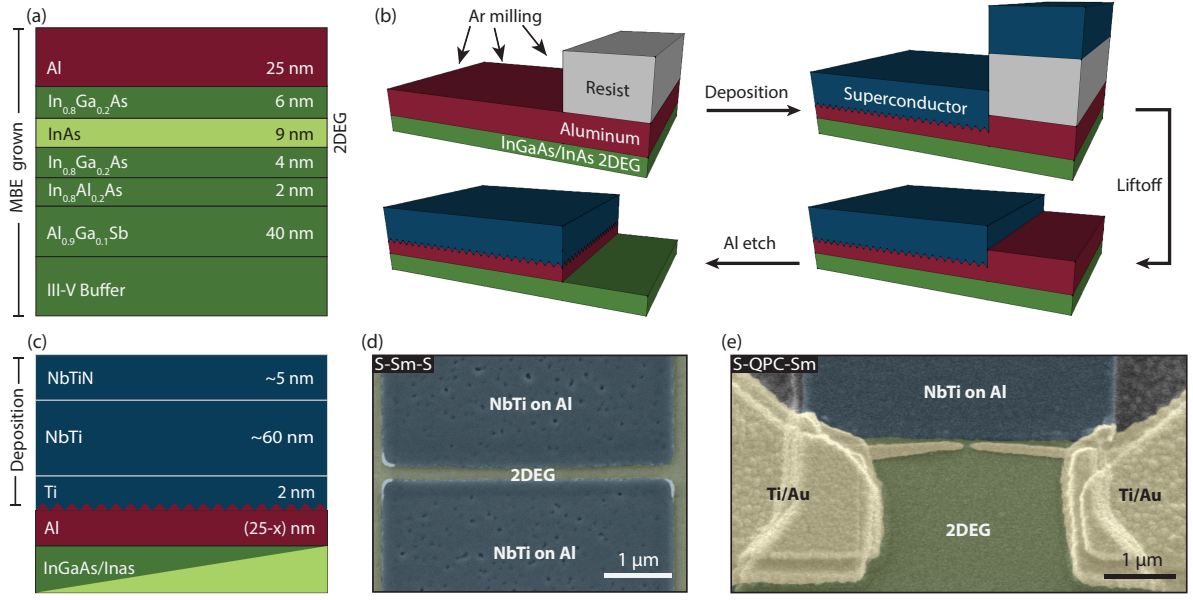 (a)
MBE grown
Al 25 nm
In0.8Ga0.2As 6 nm
InAs 9 nm
In0.8Ga0.2As 4 nm
In0.8Al0.2As 2 nm
Al0.9Ga0.1Sb 40 nm
III-V Buffer
2DEG
(b)
Ar milling
Resist
Aluminum
InGaAs/InAs 2DEG
Deposition
Superconductor
Liftoff
Al etch
(c)
Deposition
NbTiN ~5 nm
NbTi ~60 nm
Ti 2 nm
Al (25-x) nm
InGaAs/Inas
(d)
S-Sm-S
NbTi on Al
2DEG
NbTi on Al
1 μm
(e)
S-QPC-Sm
NbTi on Al
Ti/Au
Ti/Au
2DEG
1 μm